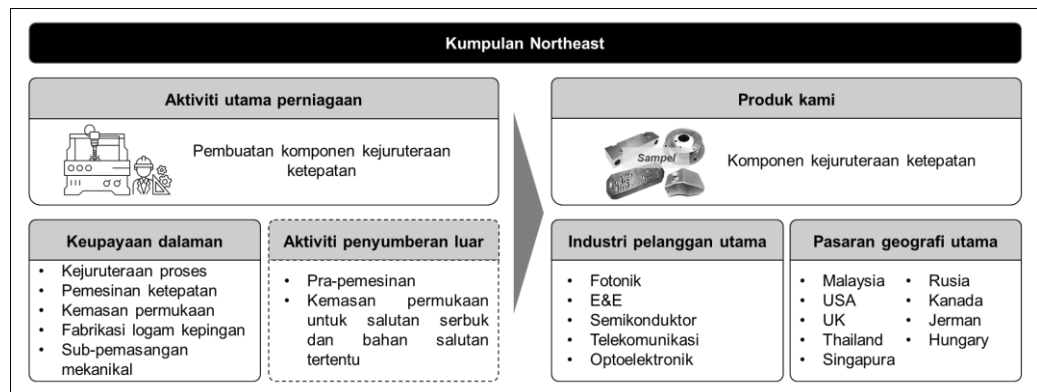 Kumpulan Northeast
Aktiviti utama perniagaan
Pembuatan komponen kejuruteraan
ketepatan
Keupayaan dalaman
• Kejuruteraan proses
• Pemesinan ketepatan
• Kemasan permukaan
• Fabrikasi logam kepingan
• Sub-pemasangan
mekanikal
Aktiviti penyumberan luar
• Pra-pemesinan
• Kemasan permukaan
untuk salutan serbuk
dan bahan salutan
tertentu
Produk kami
Sampel
Komponen kejuruteraan ketepatan
Industri pelanggan utama
• Fotonik
• E&E
• Semikonduktor
• Telekomunikasi
• Optoelektronik
Pasaran geografi utama
• Malaysia
• USA
• UK
• Thailand
• Singapura
• Rusia
• Kanada
• Jerman
• Hungary